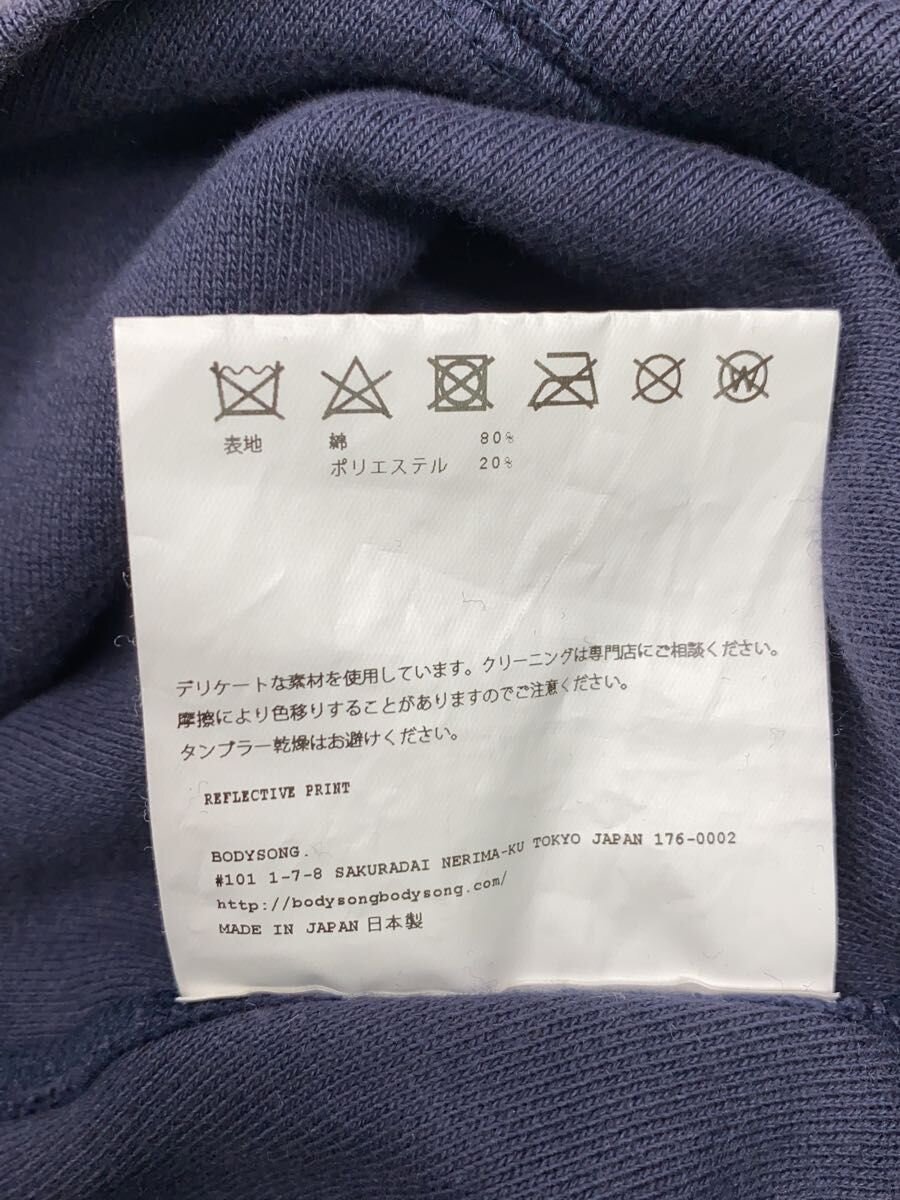 W
表地 綿 80%
ポリエステル 20%
デリケートな素材を使用しています。クリーニングは専門店にご相談ください。
摩擦により色移りすることがありますのでご注意ください。
タンブラー乾燥はお避けください。
REFLECTIVE PRINT
BODYSONG.
#101 1-7-8 SAKURADAI NERIMA-KU TOKYO JAPAN 176-0002
http://bodysongbodysong.com/
MADE IN JAPAN 日本製